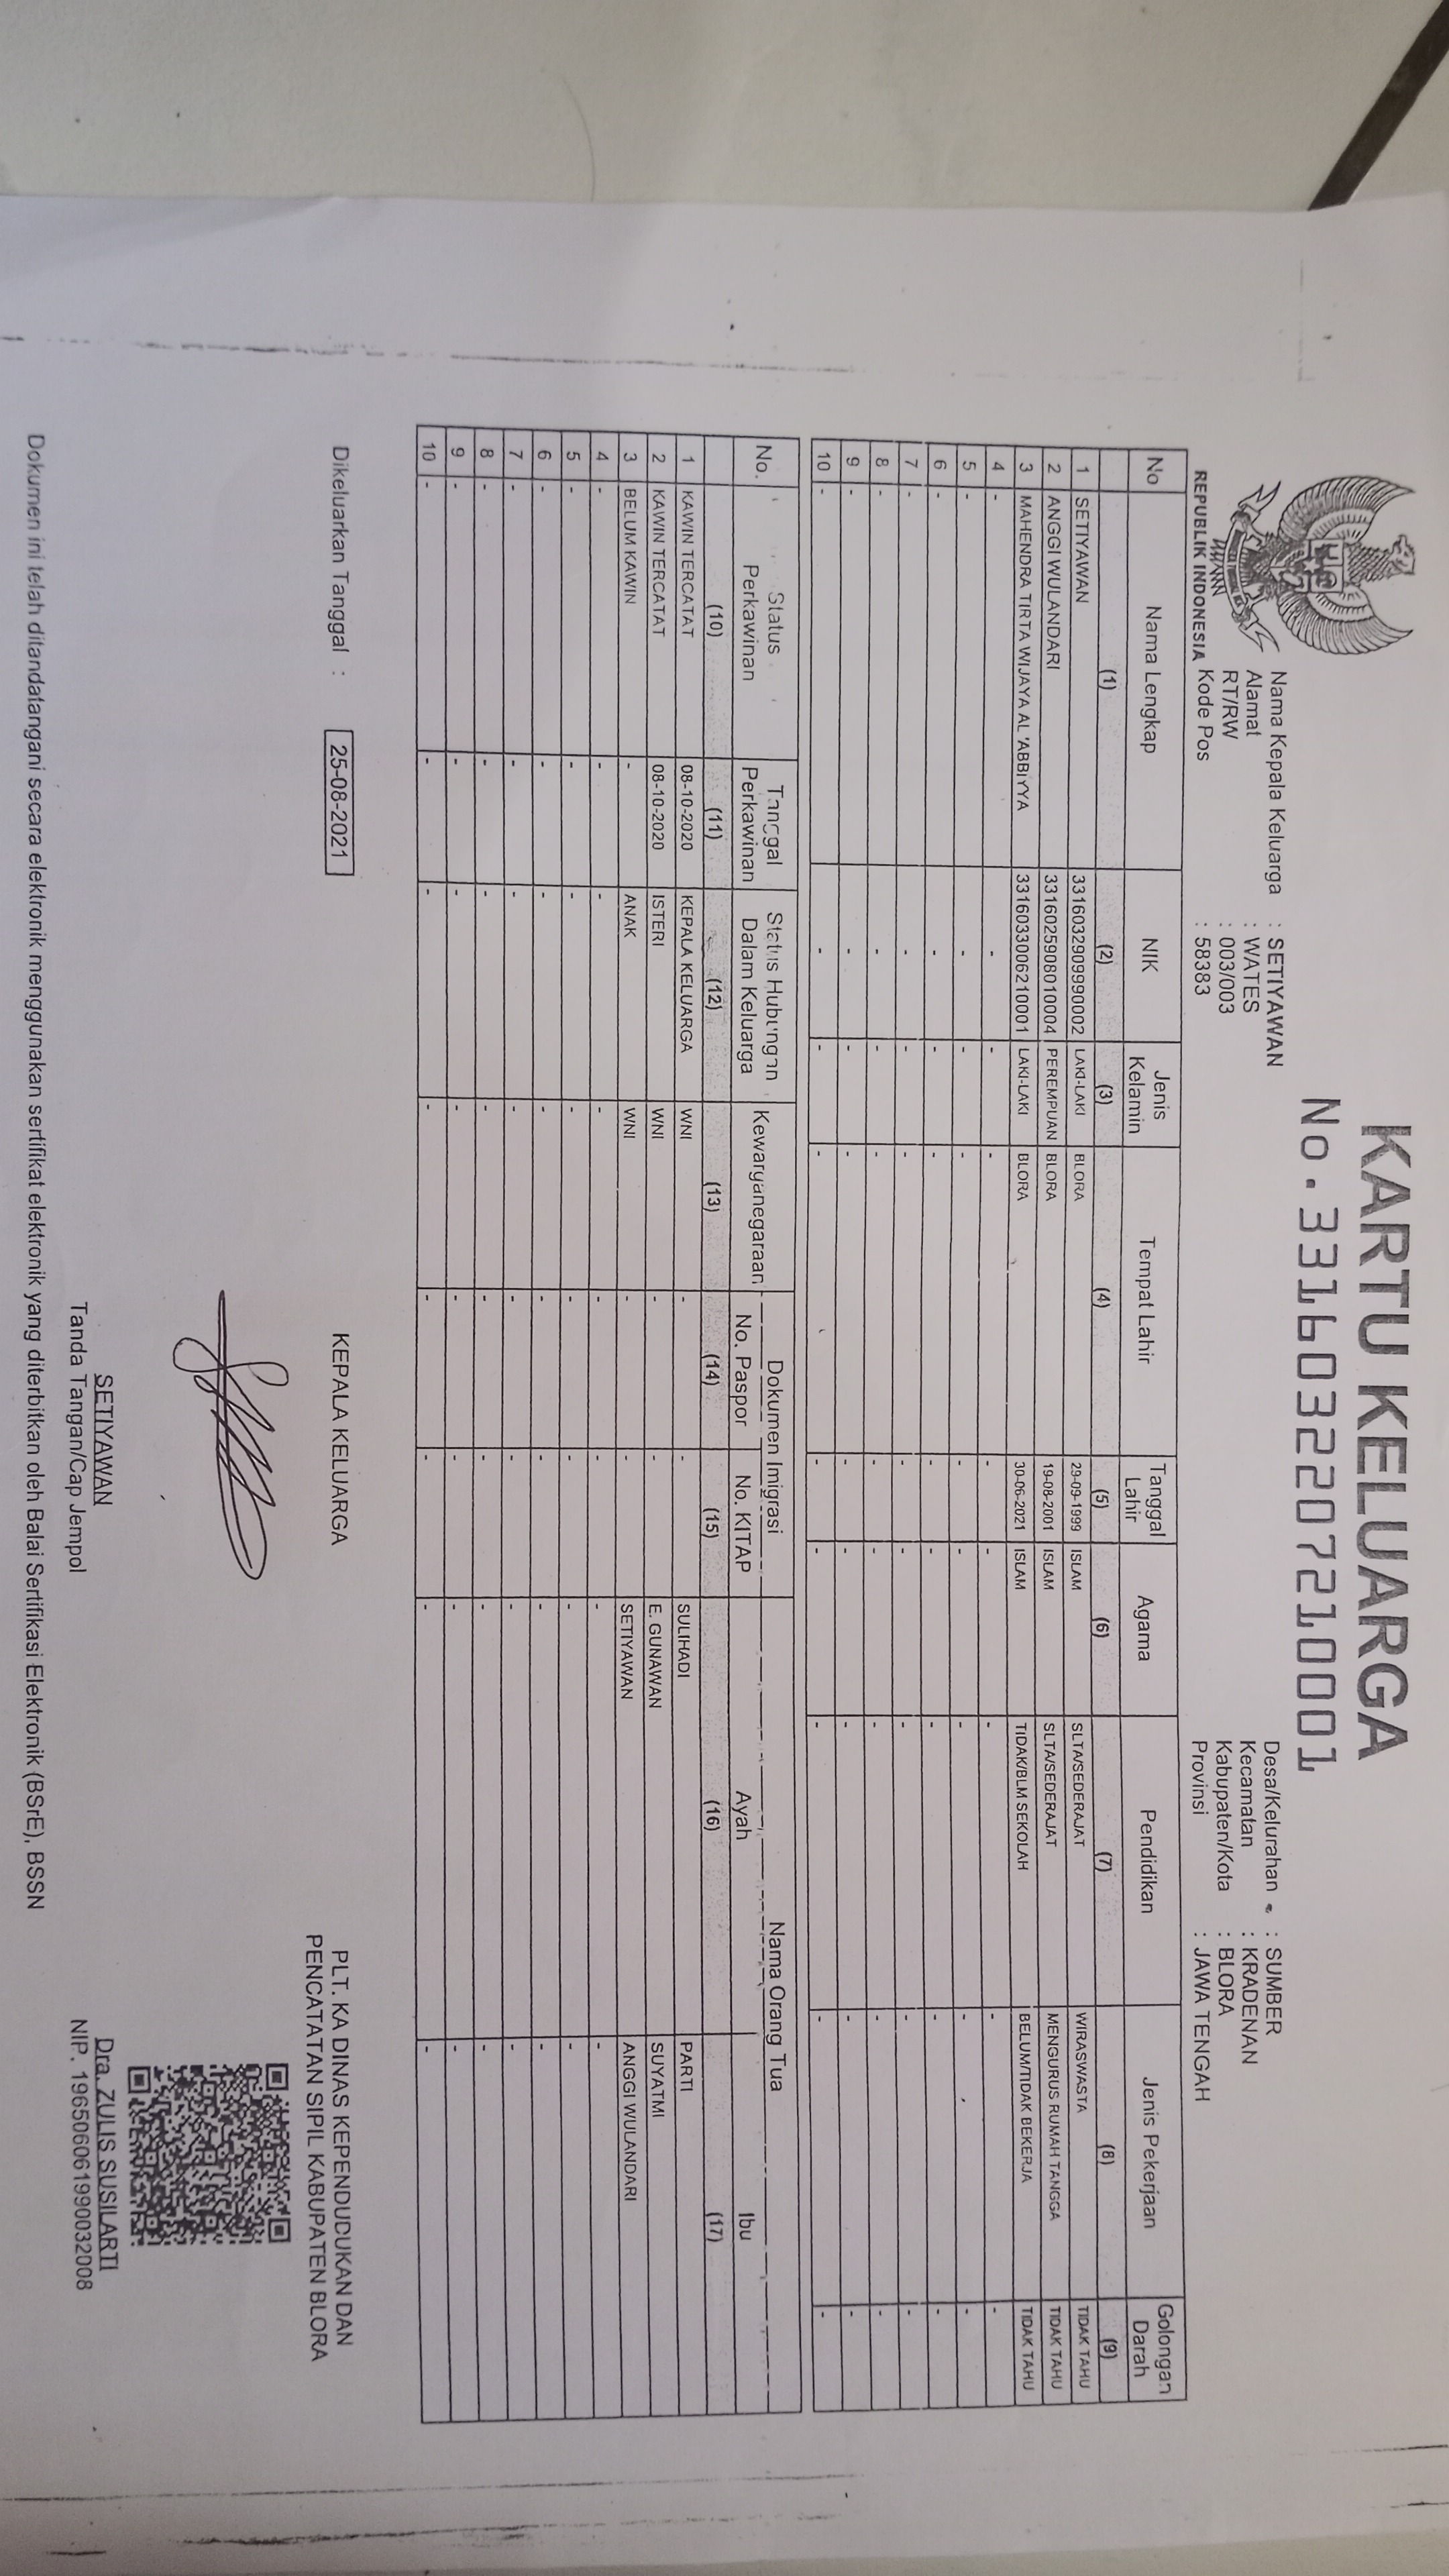 KARTU KELUARGA
No. 3316032207210001
REPUBLIK INDONESIA
Nama Kepala Keluarga : SETIYAWAN
Alamat : WATES
RT/RW : 003/003
Kode Pos : 58383
Desa/Kelurahan : SUMBER
Kecamatan : KRADENAN
Kabupaten/Kota : BLORA
Provinsi : JAWA TENGAH
No Nama Lengkap NIK Jenis Kelamin Tempat Lahir Tanggal Lahir Agama Pendidikan Jenis Pekerjaan Golongan Darah
(1) (2) (3) (4) (5) (6) (7) (8) (9)
1 SETIYAWAN 3316032909990002 LAKI-LAKI BLORA 29-09-1999 ISLAM SLTA/SEDERAJAT WIRASWASTA TIDAK TAHU
2 ANGGI WULANDARI 3316025908010004 PEREMPUAN BLORA 19-08-2001 ISLAM SLTA/SEDERAJAT MENGURUS RUMAH TANGGA TIDAK TAHU
3 MAHENDRA TIRTA WIJAYA AL 'ABBIYYA 3316033006210001 LAKI-LAKI BLORA 30-06-2021 ISLAM TIDAK/BLM SEKOLAH BELUM/TIDAK BEKERJA TIDAK TAHU
4 - - - - - - - - -
5 - - - - - - - - -
6 - - - - - - - - -
7 - - - - - - - - -
8 - - - - - - - - -
9 - - - - - - - - -
10 - - - - - - - - -
No. Status Perkawinan Tanggal Perkawinan Status Hubungan Dalam Keluarga Kewarganegaraan Dokumen Imigrasi Nama Orang Tua
No. Paspor No. KITAP Ayah Ibu
(10) (11) (12) (13) (14) (15) (16) (17)
1 KAWIN TERCATAT 08-10-2020 KEPALA KELUARGA WNI - - SULIHADI PARTI
2 KAWIN TERCATAT 08-10-2020 ISTERI WNI - - E. GUNAWAN SUYATMI
3 BELUM KAWIN - ANAK WNI - - SETIYAWAN ANGGI WULANDARI
4 - - - - - - - -
5 - - - - - - - -
6 - - - - - - - -
7 - - - - - - - -
8 - - - - - - - -
9 - - - - - - - -
10 - - - - - - - -
Dikeluarkan Tanggal : 25-08-2021
KEPALA KELUARGA
SETIYAWAN
Tanda Tangan/Cap Jempol
PLT. KA DINAS KEPENDUDUKAN DAN
PENCATATAN SIPIL KABUPATEN BLORA
Dra. ZULIS SUSILARTI
NIP. 196506061990032008
Dokumen ini telah ditandatangani secara elektronik menggunakan sertifikat elektronik yang diterbitkan oleh Balai Sertifikasi Elektronik (BSrE), BSSN